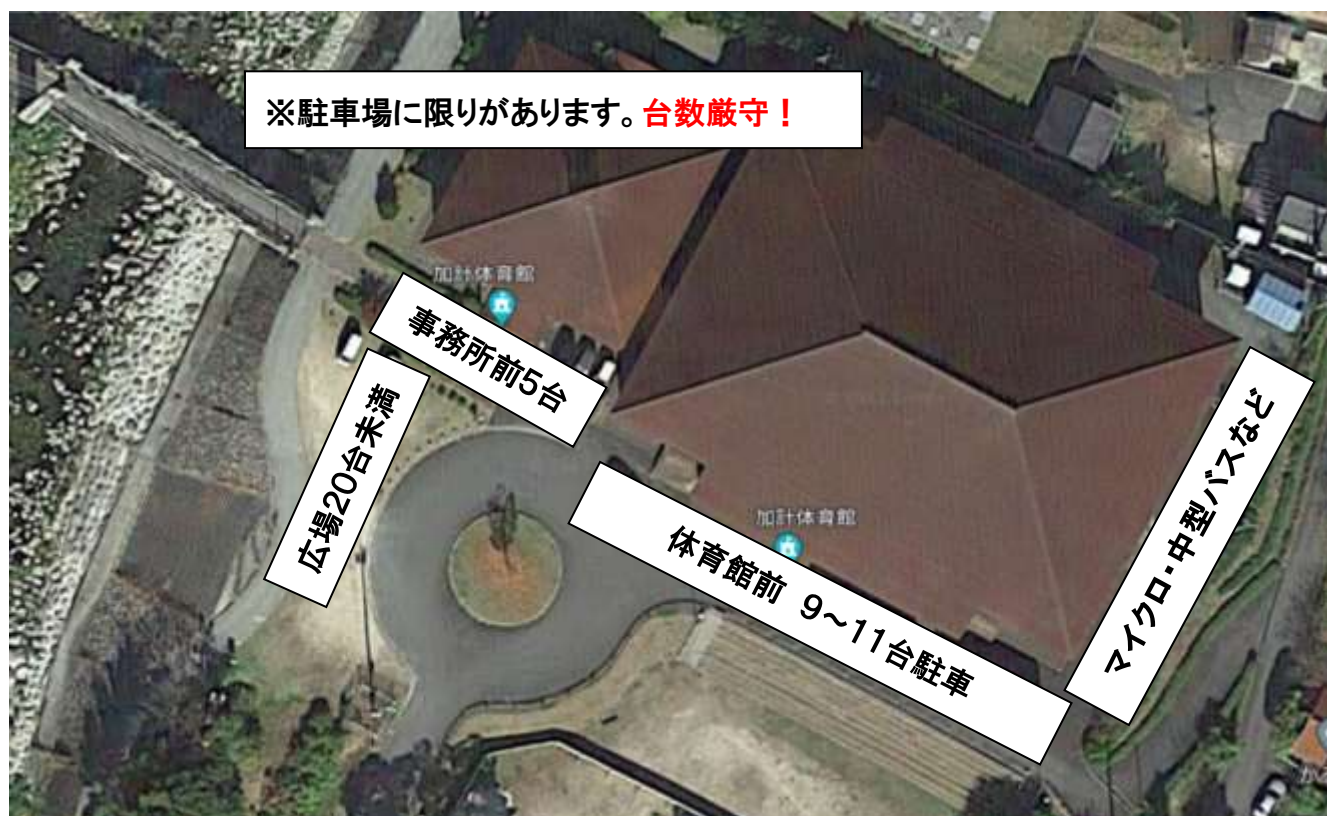 ※駐車場に限りがあります。台数厳守！
加計体育館
事務所前5台
広場20台未満
体育館前 9～11台駐車
加計体育館
マイクロ・中型バスなど